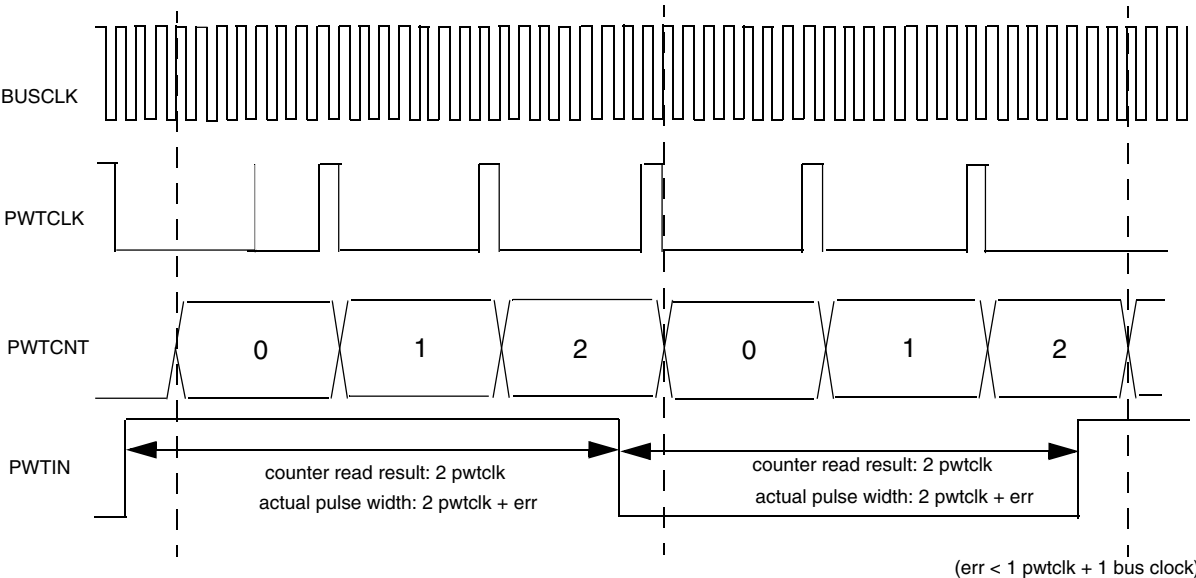 BUSCLK
PWTCLK
PWTCNT
0
1
2
0
1
2
PWTIN
counter read result: 2 pwtclk
actual pulse width: 2 pwtclk + err
counter read result: 2 pwtclk
actual pulse width: 2 pwtclk + err
(err < 1 pwtclk + 1 bus clock)